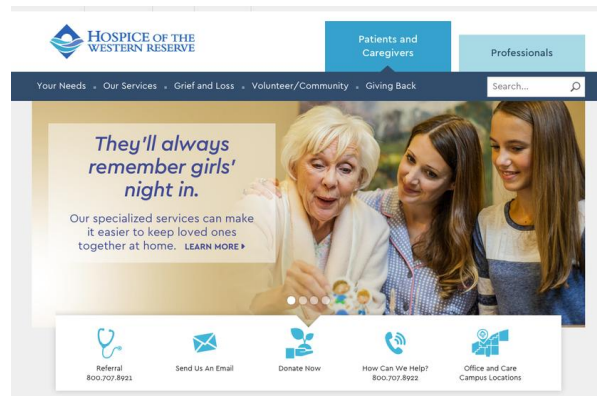 HOSPICE OF THE
WESTERN RESERVE
Patients and
Caregivers
Professionals
Your Needs • Our Services • Grief and Loss • Volunteer/Community • Giving Back
Search...
They'll always
remember girls'
night in.
Our specialized services can make
it easier to keep loved ones
together at home. LEARN MORE ▸
Referral
800.707.8921
Send Us An Email
Donate Now
How Can We Help?
800.707.8922
Office and Care
Campus Locations